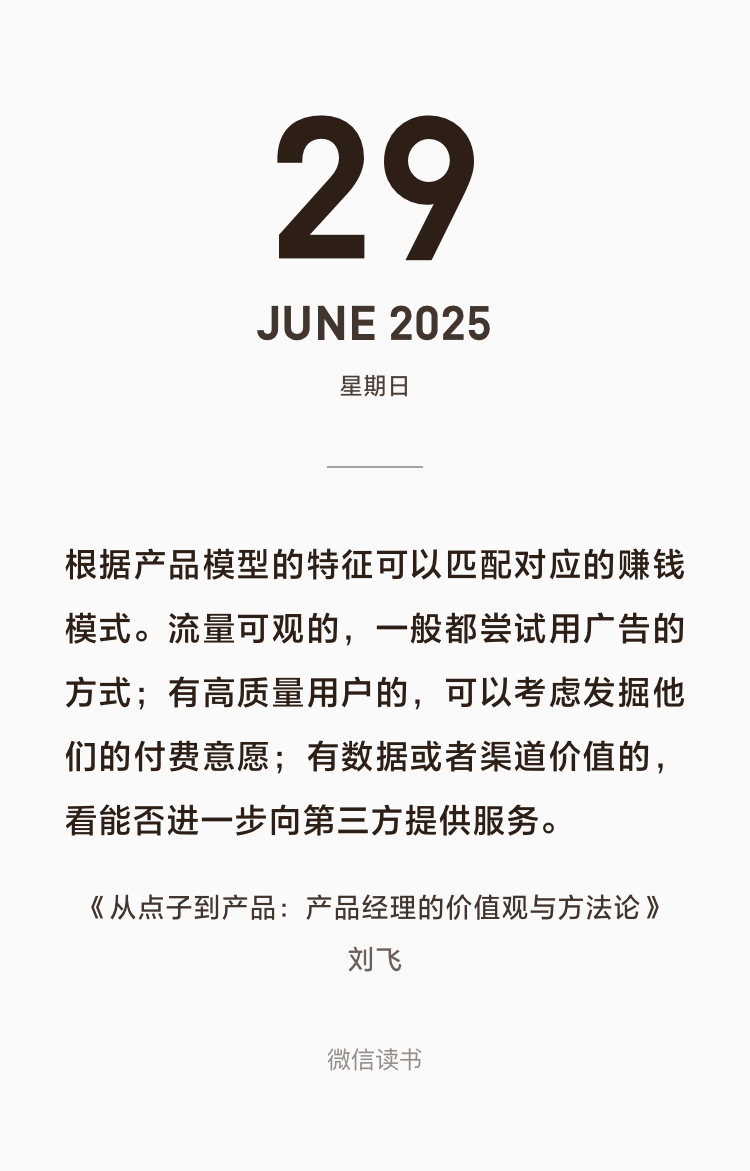 29
JUNE 2025
星期日
根据产品模型的特征可以匹配对应的赚钱
模式。流量可观的，一般都尝试用广告的
方式；有高质量用户的，可以考虑发掘他
们的付费意愿；有数据或者渠道价值的，
看能否进一步向第三方提供服务。
《从点子到产品：产品经理的价值观与方法论》
刘飞
微信读书